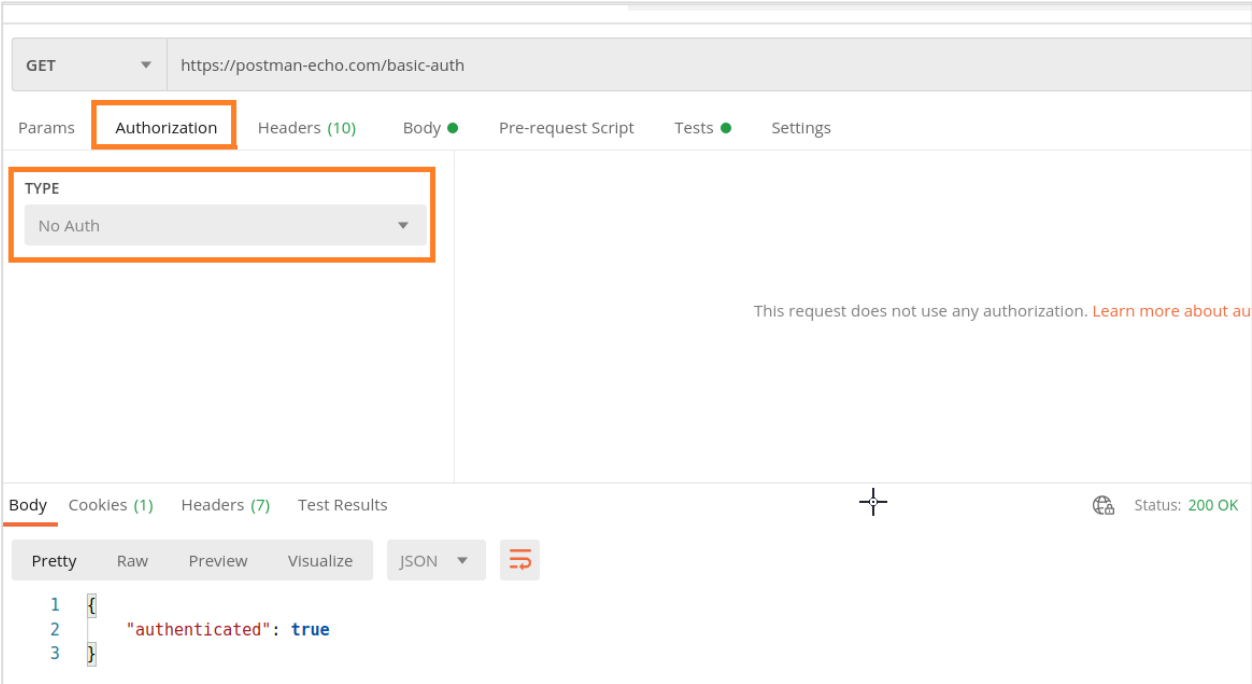 GET https://postman-echo.com/basic-auth
Params Authorization Headers (10) Body Pre-request Script Tests Settings
TYPE
No Auth
This request does not use any authorization. Learn more about au
Body Cookies (1) Headers (7) Test Results Status: 200 OK
Pretty Raw Preview Visualize JSON
1 {
2 "authenticated": true
3 }